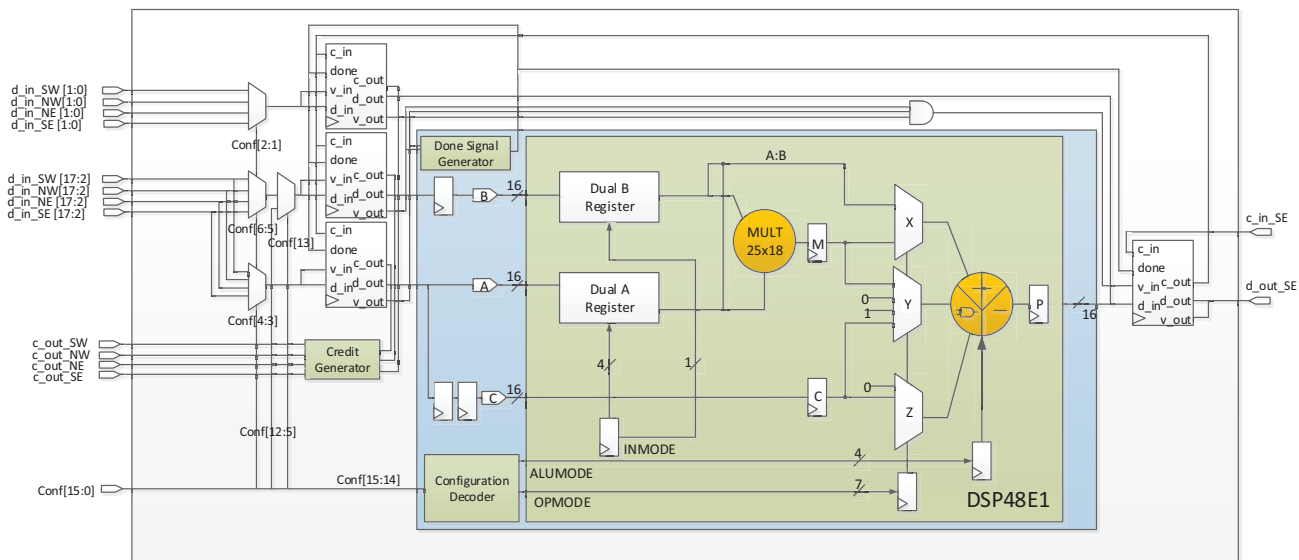 d_in_SW [1:0]
d_in_NW[1:0]
d_in_NE [1:0]
d_in_SE [1:0]
Conf[2:1]
c_in
done
v_in
d_in
c_out
d_out
v_out
d_in_SW [17:2]
d_in_NW[17:2]
d_in_NE [17:2]
d_in_SE [17:2]
Conf[6:5]
Conf[13]
c_in
done
v_in
d_in
c_out
d_out
v_out
Conf[4:3]
c_in
done
v_in
d_in
c_out
d_out
v_out
c_out_SW
c_out_NW
c_out_NE
c_out_SE
Credit
Generator
Conf[12:5]
Conf[15:0]
Conf[15:14]
Configuration
Decoder
Done Signal
Generator
B
16
A
16
C
16
Dual B
Register
Dual A
Register
4
1
INMODE
ALUMODE
4
OPMODE
7
A:B
MULT
25x18
M
C
X
0
1
Y
0
Z
P
16
DSP48E1
c_in
done
v_in
d_in
c_out
d_out
v_out
c_in_SE
d_out_SE